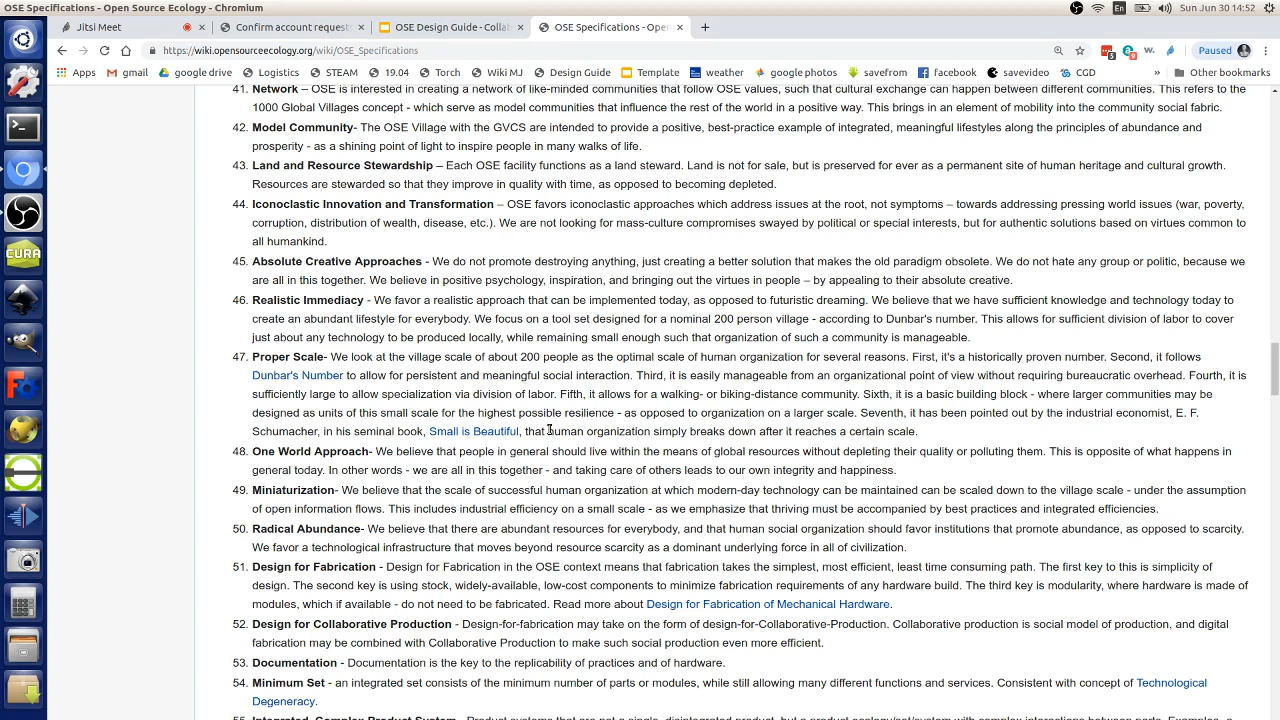 OSE Specifications - Open Source Ecology - Chromium
En
Sun Jun 30 14:52
Jitsi Meet
Confirm account request
OSE Design Guide - Collab
OSE Specifications - Open
https://wiki.opensourceecology.org/wiki/OSE_Specifications
5
9
w.
Paused
Apps
gmail
google drive
Logistics
STEAM
19.04
Torch
Wiki MJ
Design Guide
Template
weather
google photos
savefrom
facebook
savevideo
CGD
»
Other bookmarks
41. Network – OSE is interested in creating a network of like-minded communities that follow OSE values, such that cultural exchange can happen between different communities. This refers to the
1000 Global Villages concept - which serve as model communities that influence the rest of the world in a positive way. This brings in an element of mobility into the community social fabric.
42. Model Community- The OSE Village with the GVCS are intended to provide a positive, best-practice example of integrated, meaningful lifestyles along the principles of abundance and
prosperity - as a shining point of light to inspire people in many walks of life.
43. Land and Resource Stewardship – Each OSE facility functions as a land steward. Land is not for sale, but is preserved for ever as a permanent site of human heritage and cultural growth.
Resources are stewarded so that they improve in quality with time, as opposed to becoming depleted.
44. Iconoclastic Innovation and Transformation – OSE favors iconoclastic approaches which address issues at the root, not symptoms – towards addressing pressing world issues (war, poverty,
corruption, distribution of wealth, disease, etc.). We are not looking for mass-culture compromises swayed by political or special interests, but for authentic solutions based on virtues common to
all humankind.
45. Absolute Creative Approaches - We do not promote destroying anything, just creating a better solution that makes the old paradigm obsolete. We do not hate any group or politic, because we
are all in this together. We believe in positive psychology, inspiration, and bringing out the virtues in people – by appealing to their absolute creative.
46. Realistic Immediacy - We favor a realistic approach that can be implemented today, as opposed to futuristic dreaming. We believe that we have sufficient knowledge and technology today to
create an abundant lifestyle for everybody. We focus on a tool set designed for a nominal 200 person village - according to Dunbar's number. This allows for sufficient division of labor to cover
just about any technology to be produced locally, while remaining small enough such that organization of such a community is manageable.
47. Proper Scale- We look at the village scale of about 200 people as the optimal scale of human organization for several reasons. First, it's a historically proven number. Second, it follows
Dunbar's Number to allow for persistent and meaningful social interaction. Third, it is easily manageable from an organizational point of view without requiring bureaucratic overhead. Fourth, it is
sufficiently large to allow specialization via division of labor. Fifth, it allows for a walking- or biking-distance community. Sixth, it is a basic building block - where larger communities may be
designed as units of this small scale for the highest possible resilience - as opposed to organization on a larger scale. Seventh, it has been pointed out by the industrial economist, E. F.
Schumacher, in his seminal book, Small is Beautiful, that human organization simply breaks down after it reaches a certain scale.
48. One World Approach- We believe that people in general should live within the means of global resources without depleting their quality or polluting them. This is opposite of what happens in
general today. In other words - we are all in this together - and taking care of others leads to our own integrity and happiness.
49. Miniaturization- We believe that the scale of successful human organization at which modern-day technology can be maintained can be scaled down to the village scale - under the assumption
of open information flows. This includes industrial efficiency on a small scale - as we emphasize that thriving must be accompanied by best practices and integrated efficiencies.
50. Radical Abundance- We believe that there are abundant resources for everybody, and that human social organization should favor institutions that promote abundance, as opposed to scarcity.
We favor a technological infrastructure that moves beyond resource scarcity as a dominant underlying force in all of civilization.
51. Design for Fabrication - Design for Fabrication in the OSE context means that fabrication takes the simplest, most efficient, least time consuming path. The first key to this is simplicity of
design. The second key is using stock, widely-available, low-cost components to minimize fabrication requirements of any hardware build. The third key is modularity, where hardware is made of
modules, which if available - do not need to be fabricated. Read more about Design for Fabrication of Mechanical Hardware.
52. Design for Collaborative Production - Design-for-fabrication may take on the form of design-for-Collaborative-Production. Collaborative production is social model of production, and digital
fabrication may be combined with Collaborative Production to make such social production even more efficient.
53. Documentation - Documentation is the key to the replicability of practices and of hardware.
54. Minimum Set - an integrated set consists of the minimum number of parts or modules, while still allowing many different functions and services. Consistent with concept of Technological
Degeneracy.
55. Integrated, Complex Product System - Product systems that are not a single, disintegrated product, but a product ecology/set/system with complex interactions between parts. Examples, a
CURA